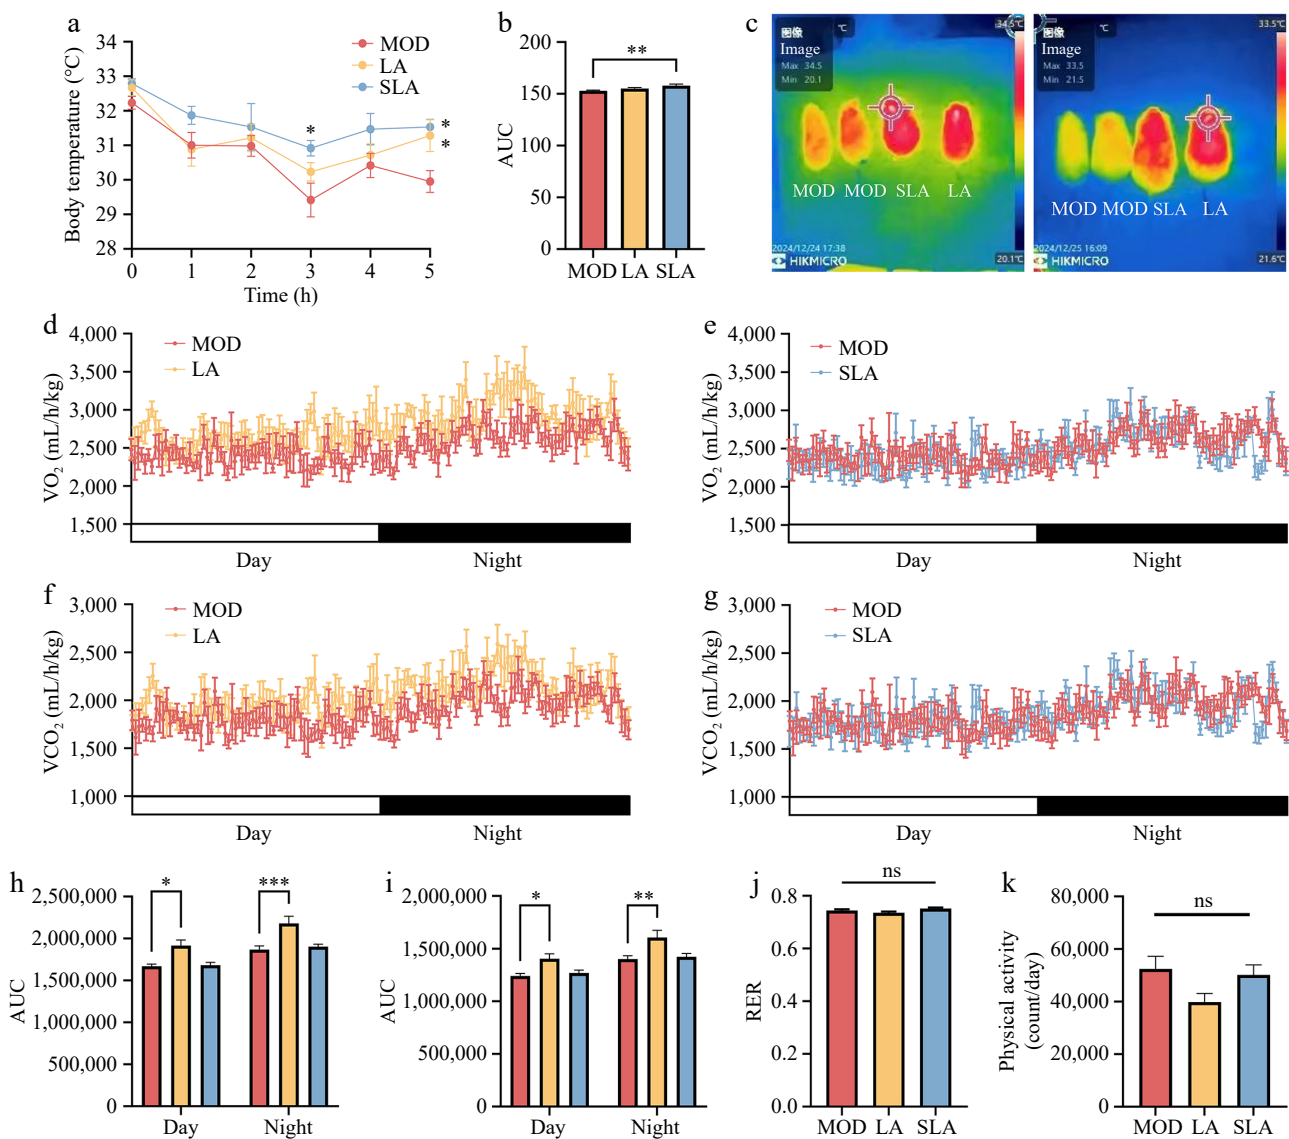 a
34
33
32
31
30
29
28
Body temperature (°C)
MOD
LA
SLA
*
*
*
0 1 2 3 4 5
Time (h)
b
200
150
100
50
0
AUC
**
MOD LA SLA
c
34.5℃
图像
℃
Image
Max 34.5
Min 20.1
MOD MOD SLA LA
2024/12/24 17:38
HIKMICRO
20.1℃
33.5℃
图像
℃
Image
Max 33.5
Min 21.5
MOD MOD SLA LA
2024/12/25 16:09
HIKMICRO
21.6℃
d
4,000
3,500
3,000
2,500
2,000
1,500
VO₂ (mL/h/kg)
MOD
LA
Day Night
e
4,000
3,500
3,000
2,500
2,000
1,500
VO₂ (mL/h/kg)
MOD
SLA
Day Night
f
3,000
2,500
2,000
1,500
1,000
VCO₂ (mL/h/kg)
MOD
LA
Day Night
g
3,000
2,500
2,000
1,500
1,000
VCO₂ (mL/h/kg)
MOD
SLA
Day Night
h
2,500,000
2,000,000
1,500,000
1,000,000
500,000
0
AUC
* ***
Day Night
i
2,000,000
1,500,000
1,000,000
500,000
0
AUC
* **
Day Night
j
0.8
0.6
0.4
0.2
0
RER
ns
MOD LA SLA
k
80,000
60,000
40,000
20,000
0
Physical activity
(count/day)
ns
MOD LA SLA